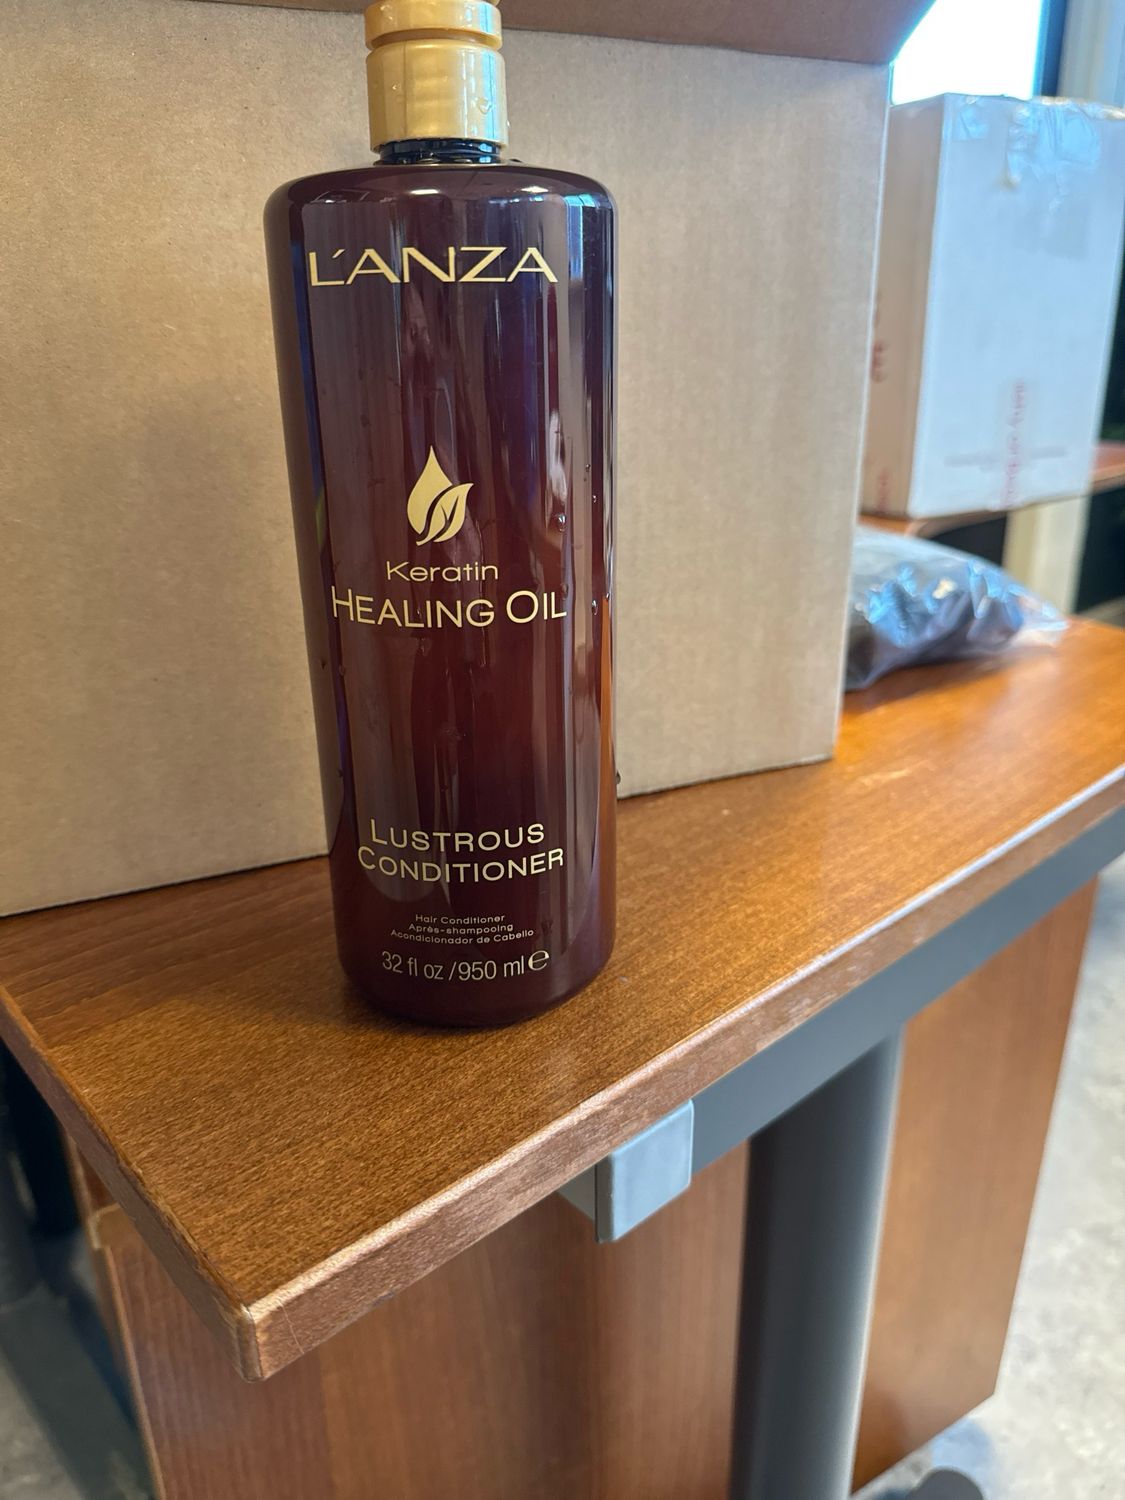 L'ANZA
Keratin
HEALING OIL
LUSTROUS
CONDITIONER
Hair Conditioner
Après-shampooing
Acondicionador de Cabello
32 fl oz / 950 ml ℮